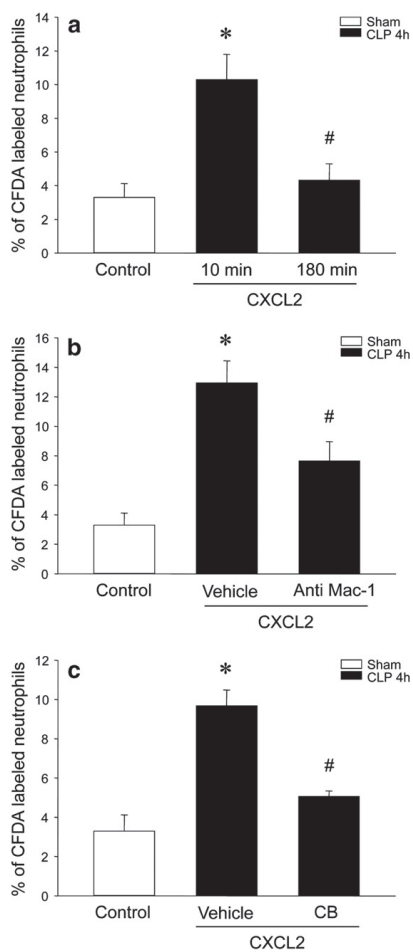 a
% of CFDA labeled neutrophils
14
12
10
8
6
4
2
0
Sham
CLP 4h
*
#
Control
10 min
180 min
CXCL2
b
% of CFDA labeled neutrophils
16
14
12
10
8
6
4
2
0
Sham
CLP 4h
*
#
Control
Vehicle
Anti Mac-1
CXCL2
c
% of CFDA labeled neutrophils
12
10
8
6
4
2
0
Sham
CLP 4h
*
#
Control
Vehicle
CB
CXCL2